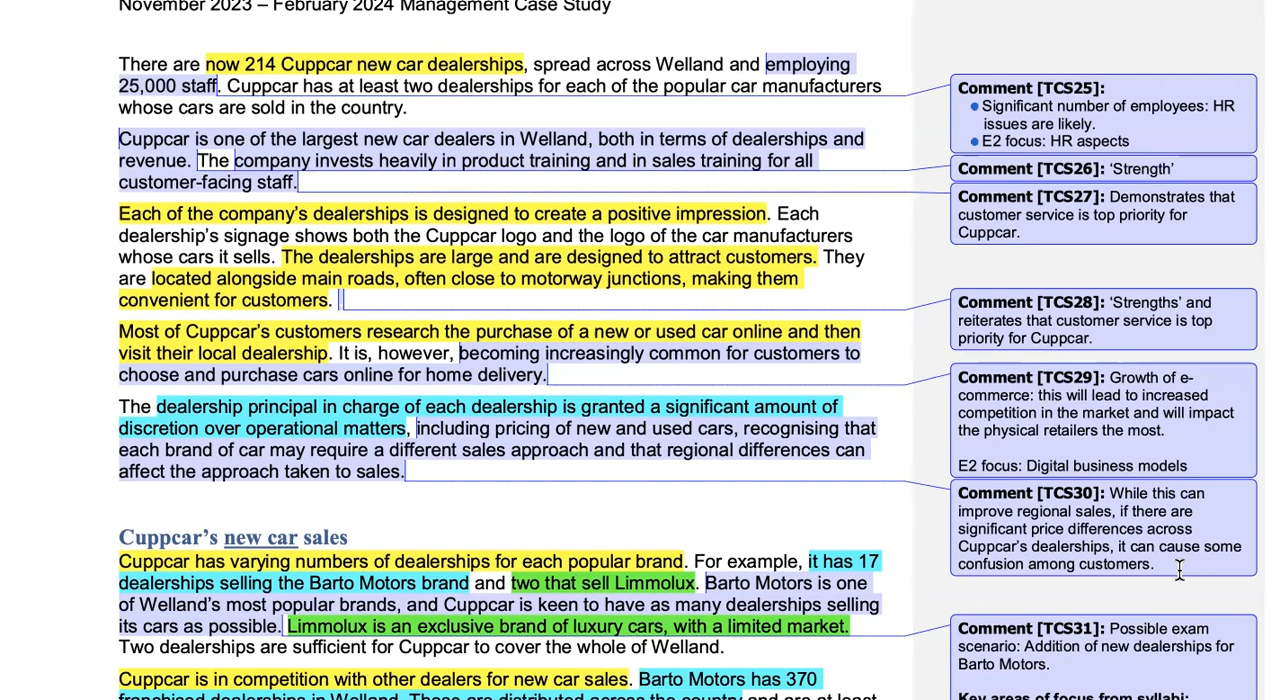 November 2023 – February 2024 Management Case Study
There are now 214 Cuppcar new car dealerships, spread across Welland and employing
25,000 staff. Cuppcar has at least two dealerships for each of the popular car manufacturers
whose cars are sold in the country.
Cuppcar is one of the largest new car dealers in Welland, both in terms of dealerships and
revenue. The company invests heavily in product training and in sales training for all
customer-facing staff.
Each of the company's dealerships is designed to create a positive impression. Each
dealership's signage shows both the Cuppcar logo and the logo of the car manufacturers
whose cars it sells. The dealerships are large and are designed to attract customers. They
are located alongside main roads, often close to motorway junctions, making them
convenient for customers.
Most of Cuppcar's customers research the purchase of a new or used car online and then
visit their local dealership. It is, however, becoming increasingly common for customers to
choose and purchase cars online for home delivery.
The dealership principal in charge of each dealership is granted a significant amount of
discretion over operational matters, including pricing of new and used cars, recognising that
each brand of car may require a different sales approach and that regional differences can
affect the approach taken to sales.
Cuppcar's new car sales
Cuppcar has varying numbers of dealerships for each popular brand. For example, it has 17
dealerships selling the Barto Motors brand and two that sell Limmolux. Barto Motors is one
of Welland's most popular brands, and Cuppcar is keen to have as many dealerships selling
its cars as possible. Limmolux is an exclusive brand of luxury cars, with a limited market.
Two dealerships are sufficient for Cuppcar to cover the whole of Welland.
Cuppcar is in competition with other dealers for new car sales. Barto Motors has 370
franchised dealerships in Welland. These are distributed across the country and are at least
Comment [TCS25]:
• Significant number of employees: HR
issues are likely.
• E2 focus: HR aspects
Comment [TCS26]: 'Strength'
Comment [TCS27]: Demonstrates that
customer service is top priority for
Cuppcar.
Comment [TCS28]: 'Strengths' and
reiterates that customer service is top
priority for Cuppcar.
Comment [TCS29]: Growth of e-
commerce: this will lead to increased
competition in the market and will impact
the physical retailers the most.
E2 focus: Digital business models
Comment [TCS30]: While this can
improve regional sales, if there are
significant price differences across
Cuppcar's dealerships, it can cause some
confusion among customers.
Comment [TCS31]: Possible exam
scenario: Addition of new dealerships for
Barto Motors.
Key areas of focus from syllabi: